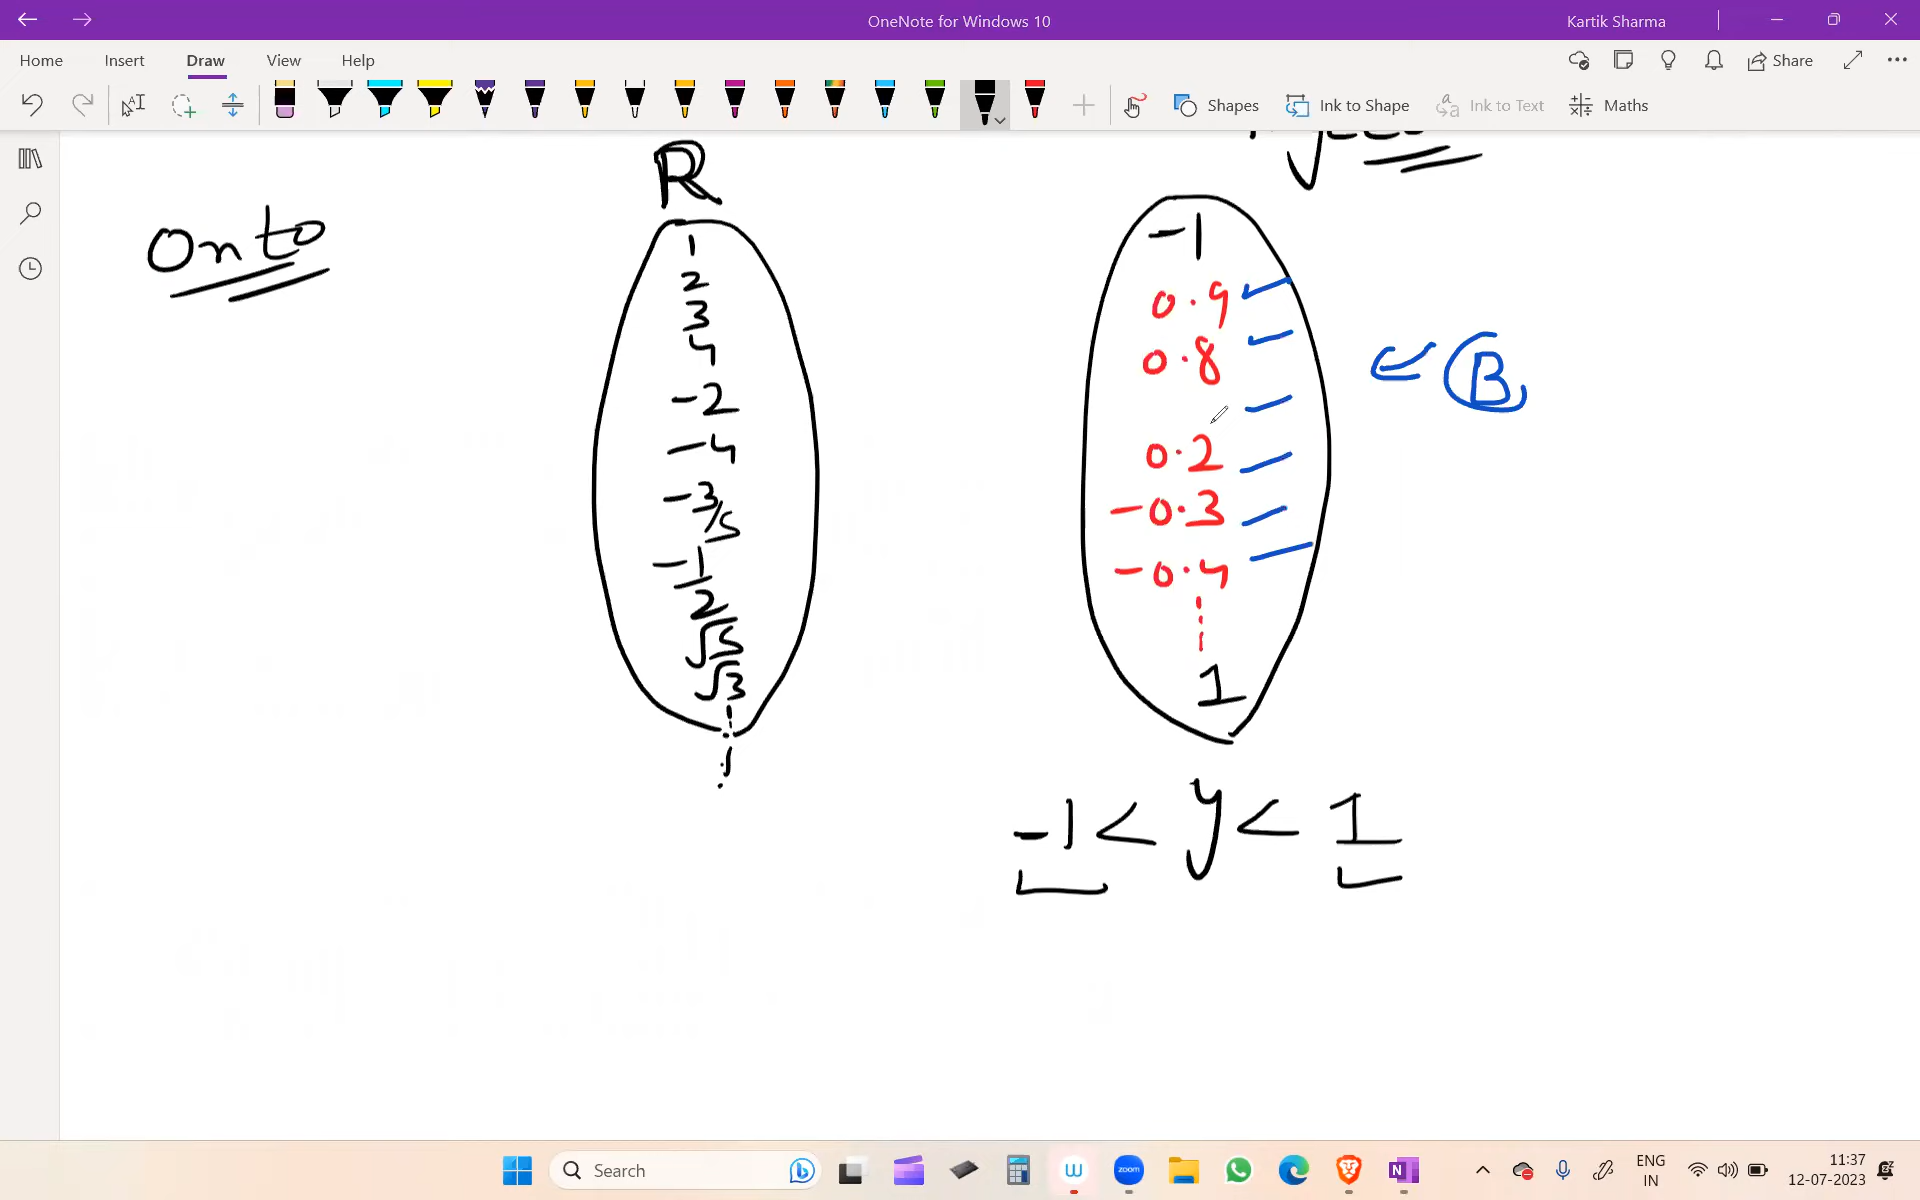 OneNote for Windows 10
Kartik Sharma
Home Insert Draw View Help
Share
Shapes Ink to Shape Ink to Text Maths
Onto
R
1
2
3
4
-2
-4
-3/5
-1/2
√5
√3
-1
0.9
0.8
0.2
-0.3
-0.4
1
B
-1 < y < 1
Search
zoom
ENG
IN
11:37
12-07-2023